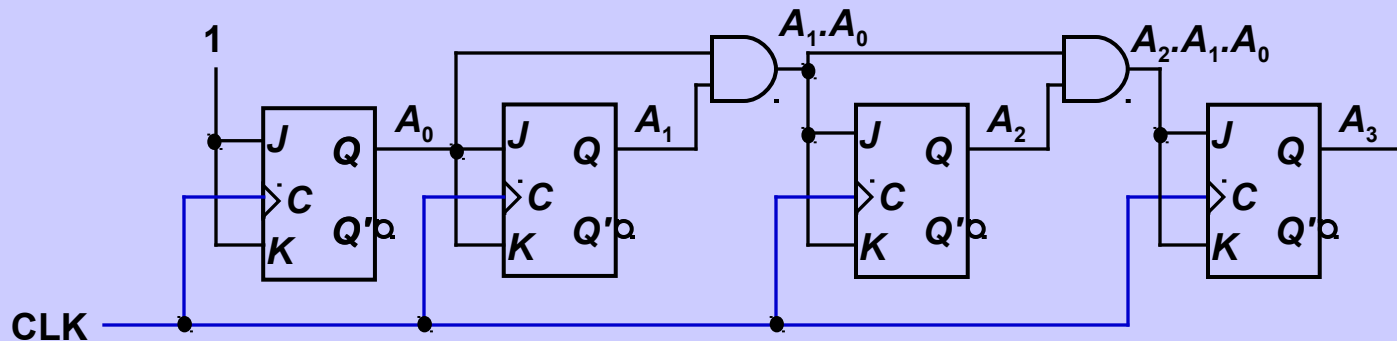 1
A₁.A₀
A₂.A₁.A₀
J Q A₀
C
K Q'
J Q A₁
C
K Q'
J Q A₂
C
K Q'
J Q A₃
C
K Q'
CLK